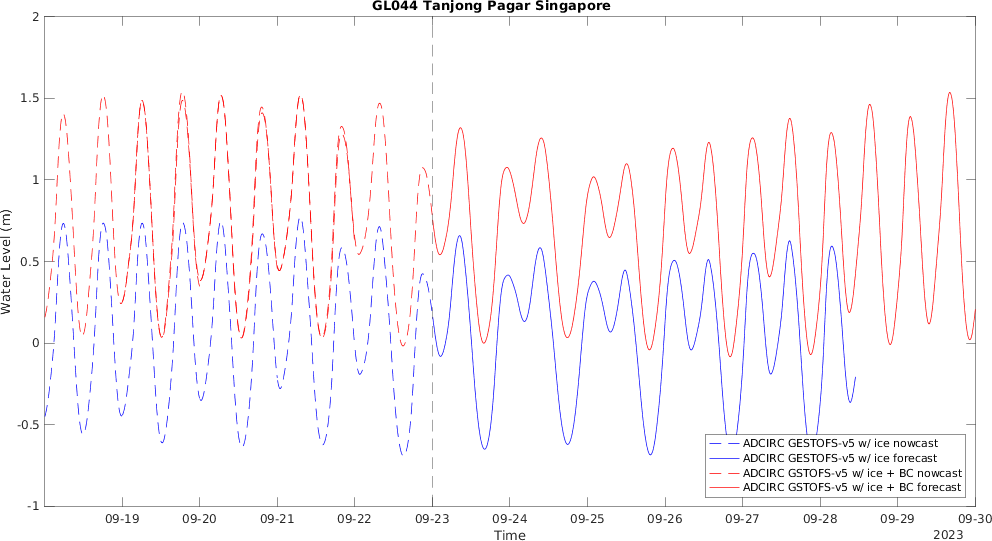 GL044 Tanjong Pagar Singapore
Water Level (m)
2
1.5
1
0.5
0
-0.5
-1
09-19
09-20
09-21
09-22
09-23
09-24
09-25
09-26
09-27
09-28
09-29
09-30
Time
2023
ADCIRC GESTOFS-v5 w/ ice nowcast
ADCIRC GESTOFS-v5 w/ ice forecast
ADCIRC GSTOFS-v5 w/ ice + BC nowcast
ADCIRC GSTOFS-v5 w/ ice + BC forecast